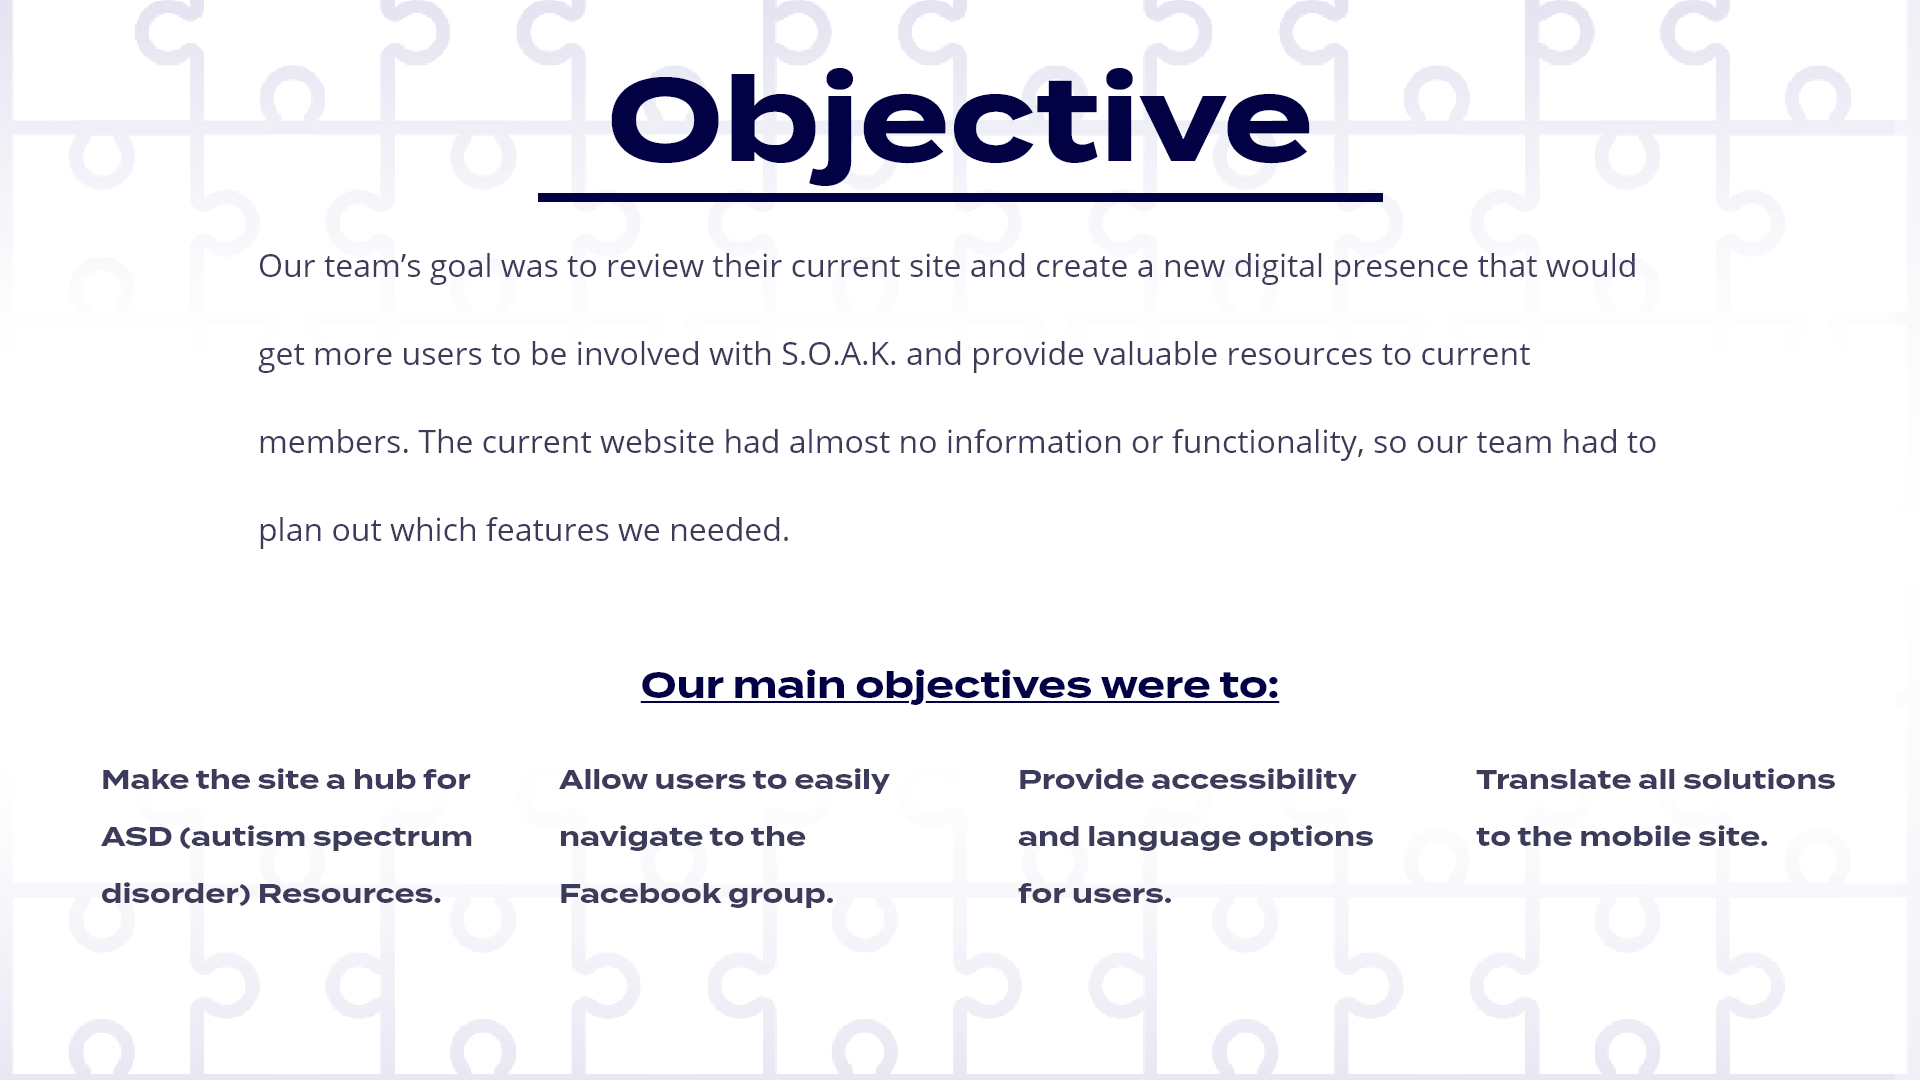 Objective
Our team’s goal was to review their current site and create a new digital presence that would
get more users to be involved with S.O.A.K. and provide valuable resources to current
members. The current website had almost no information or functionality, so our team had to
plan out which features we needed.
Our main objectives were to:
Make the site a hub for
ASD (autism spectrum
disorder) Resources.
Allow users to easily
navigate to the
Facebook group.
Provide accessibility
and language options
for users.
Translate all solutions
to the mobile site.